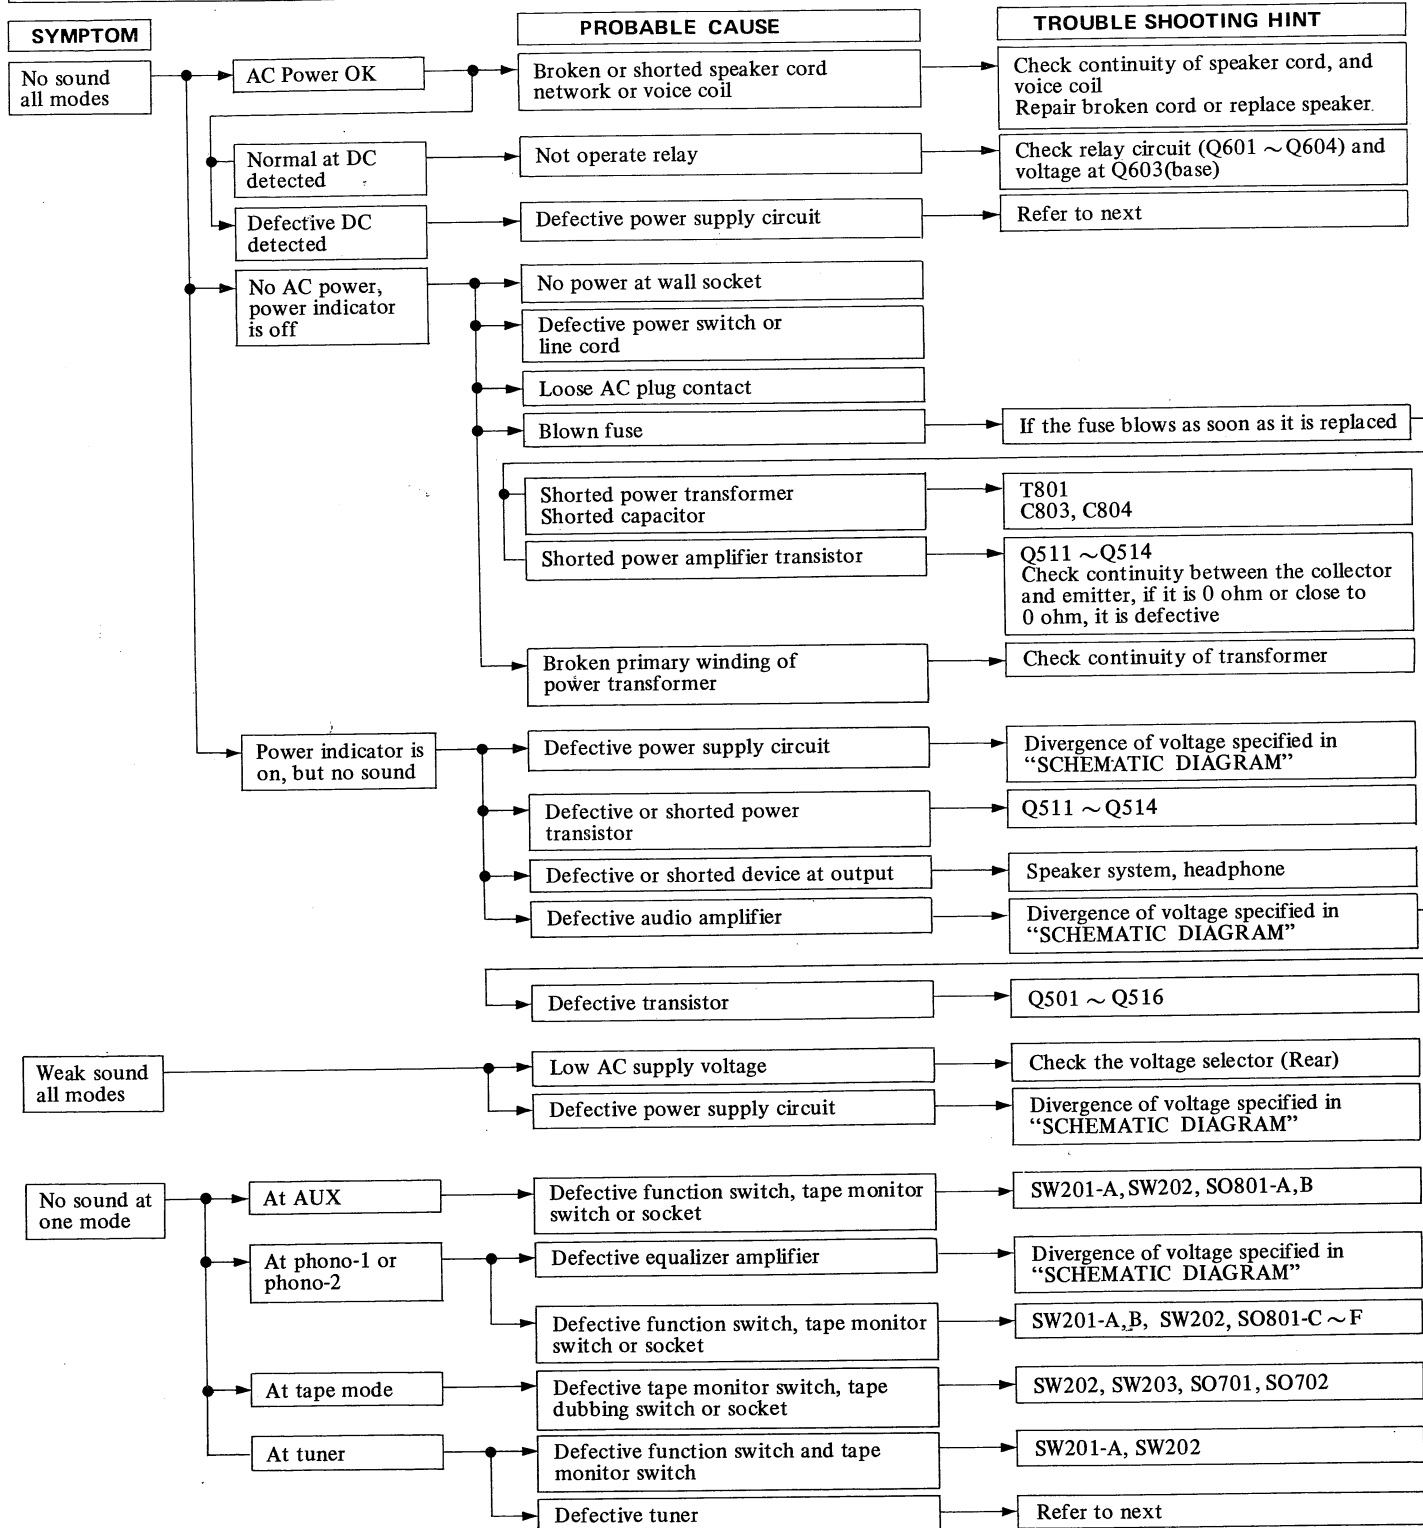 SYMPTOM
PROBABLE CAUSE
TROUBLE SHOOTING HINT
No sound
all modes
AC Power OK
Broken or shorted speaker cord
network or voice coil
Check continuity of speaker cord, and
voice coil
Repair broken cord or replace speaker.
Normal at DC
detected
Not operate relay
Check relay circuit (Q601 ~ Q604) and
voltage at Q603(base)
Defective DC
detected
Defective power supply circuit
Refer to next
No AC power,
power indicator
is off
No power at wall socket
Defective power switch or
line cord
Loose AC plug contact
Blown fuse
If the fuse blows as soon as it is replaced
Shorted power transformer
Shorted capacitor
T801
C803, C804
Shorted power amplifier transistor
Q511 ~Q514
Check continuity between the collector
and emitter, if it is 0 ohm or close to
0 ohm, it is defective
Broken primary winding of
power transformer
Check continuity of transformer
Power indicator is
on, but no sound
Defective power supply circuit
Divergence of voltage specified in
“SCHEMATIC DIAGRAM”
Defective or shorted power
transistor
Q511 ~ Q514
Defective or shorted device at output
Speaker system, headphone
Defective audio amplifier
Divergence of voltage specified in
“SCHEMATIC DIAGRAM”
Defective transistor
Q501 ~ Q516
Weak sound
all modes
Low AC supply voltage
Check the voltage selector (Rear)
Defective power supply circuit
Divergence of voltage specified in
“SCHEMATIC DIAGRAM”
No sound at
one mode
At AUX
Defective function switch, tape monitor
switch or socket
SW201-A, SW202, SO801-A,B
At phono-1 or
phono-2
Defective equalizer amplifier
Divergence of voltage specified in
“SCHEMATIC DIAGRAM”
Defective function switch, tape monitor
switch or socket
SW201-A,B, SW202, SO801-C ~ F
At tape mode
Defective tape monitor switch, tape
dubbing switch or socket
SW202, SW203, SO701, SO702
At tuner
Defective function switch and tape
monitor switch
SW201-A, SW202
Defective tuner
Refer to next